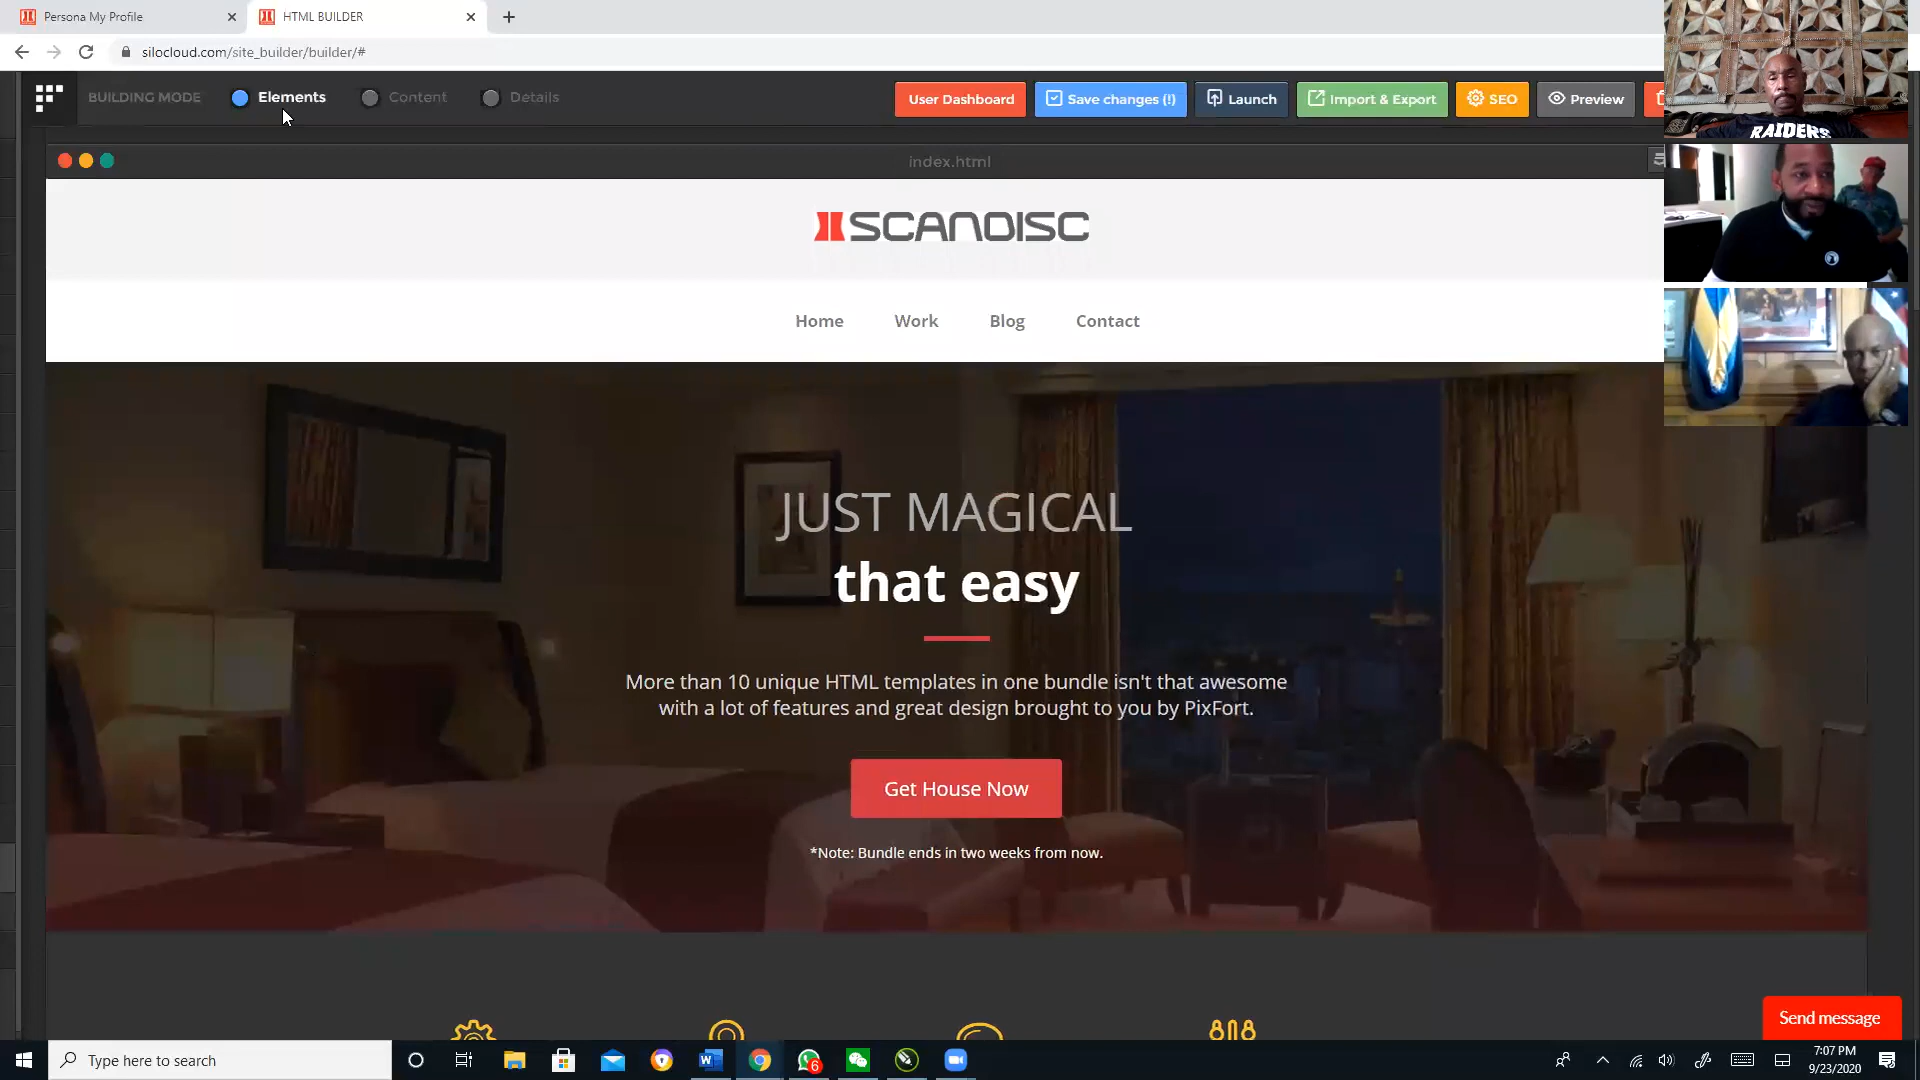 Persona My Profile
HTML BUILDER
silocloud.com/site_builder/builder/#
BUILDING MODE
Elements
Content
Details
User Dashboard
Save changes (!)
Launch
Import & Export
SEO
Preview
index.html
SCANDISC
Home
Work
Blog
Contact
JUST MAGICAL
that easy
More than 10 unique HTML templates in one bundle isn't that awesome
with a lot of features and great design brought to you by PixFort.
Get House Now
*Note: Bundle ends in two weeks from now.
RAIDERS
Send message
Type here to search
6
7:07 PM
9/23/2020